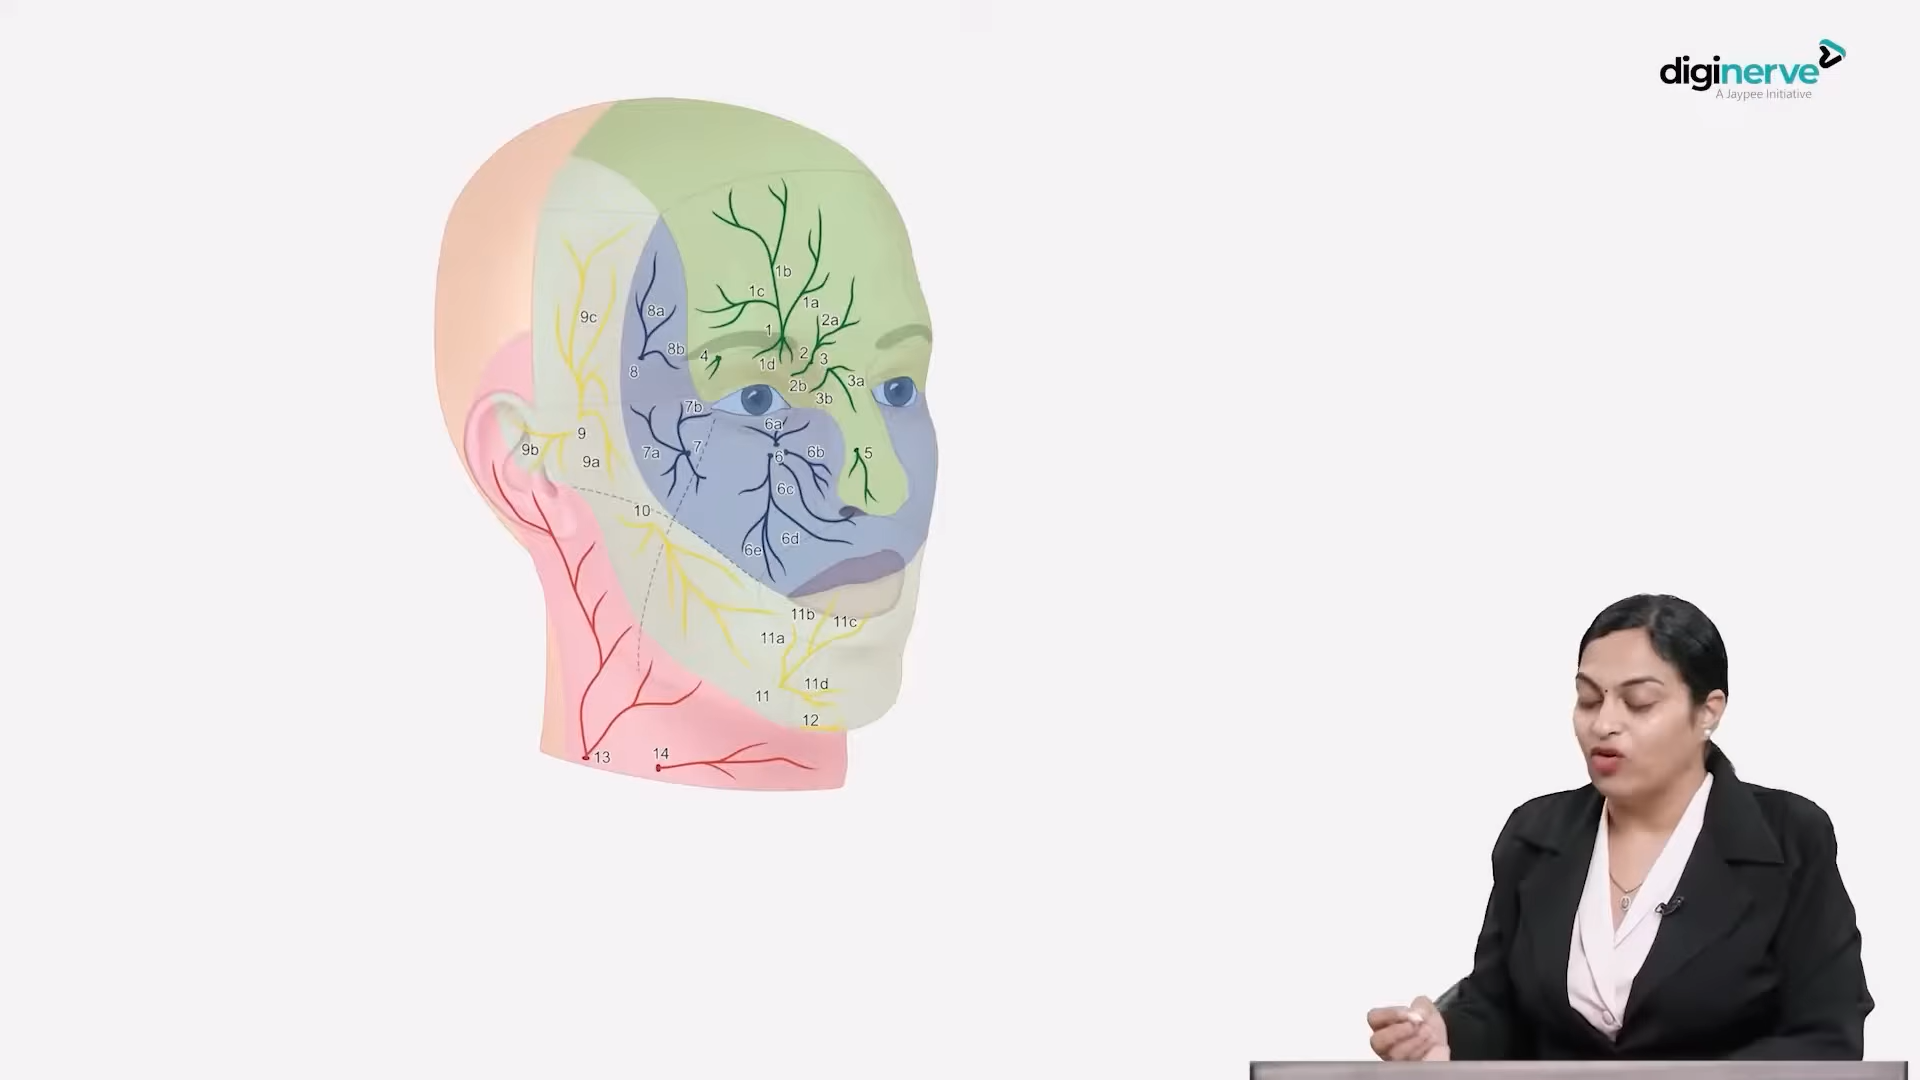 diginerve
A Jaypee Initiative
1b
1c
1a
9c
8a
2a
1
8b
4
2
3
1d
8
2b
3a
7b
3b
6a
9
7
9b
7a
6b
5
6
9a
6c
10
6d
6e
11b
11c
11a
11d
11
12
14
13